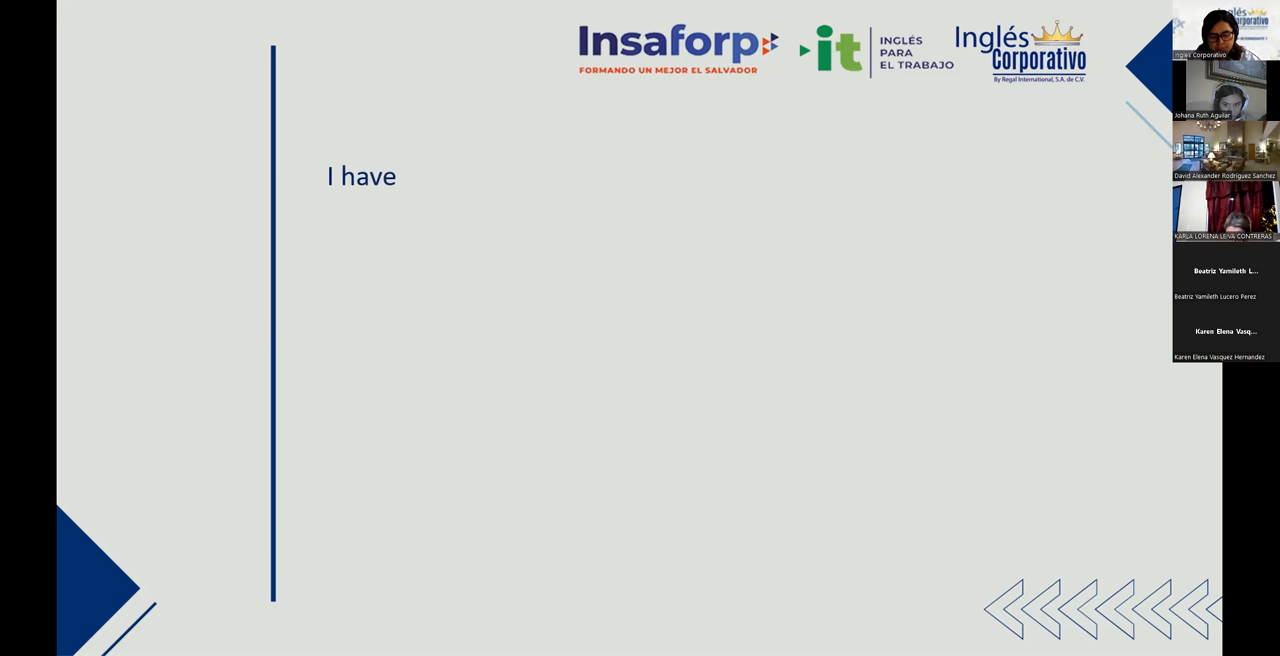 Insaforp
FORMANDO UN MEJOR EL SALVADOR
it
INGLÉS
PARA
EL TRABAJO
Inglés
Corporativo
By Regal International, S.A. de C.V.
I have
Inglés Corporativo
Johana Ruth Aguilar
David Alexander Rodriguez Sanchez
KARLA LORENA LEIVA CONTRERAS
Beatriz Yamileth L...
Beatriz Yamileth Lucero Perez
Karen Elena Vasq...
Karen Elena Vasquez Hernandez